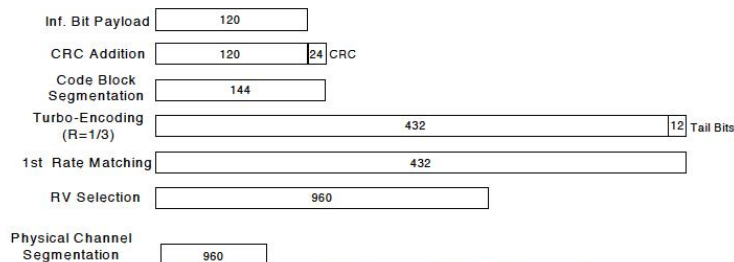 Inf. Bit Payload 120
CRC Addition 120 24 CRC
Code Block
Segmentation 144
Turbo-Encoding
(R=1/3) 432 12 Tail Bits
1st Rate Matching 432
RV Selection 960
Physical Channel
Segmentation 960